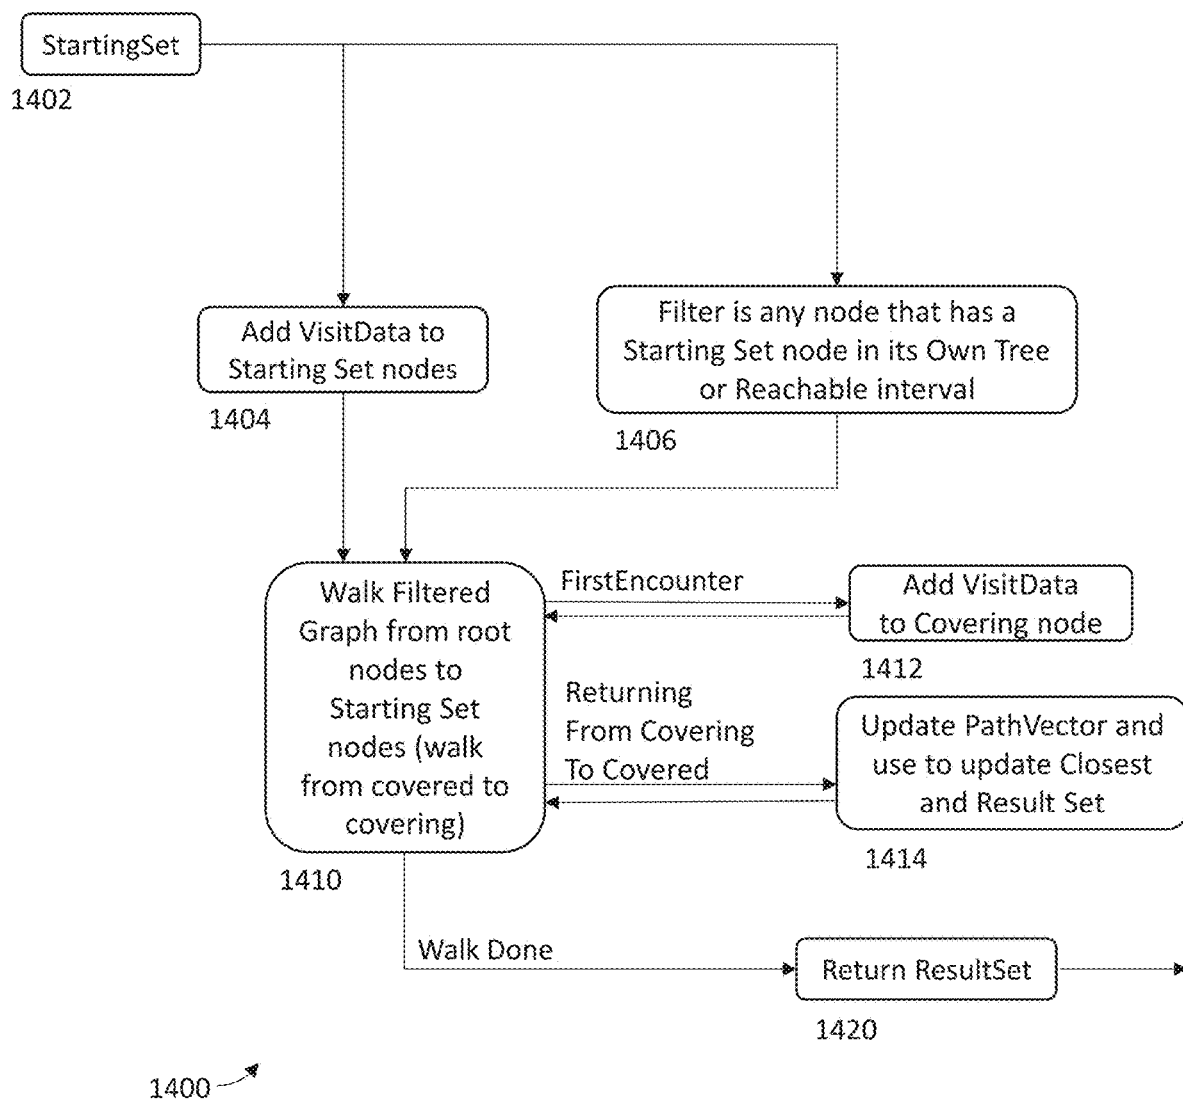 StartingSet
1402
Add VisitData to
Starting Set nodes
1404
Filter is any node that has a
Starting Set node in its Own Tree
or Reachable interval
1406
Walk Filtered
Graph from root
nodes to
Starting Set
nodes (walk
from covered to
covering)
1410
FirstEncounter
Add VisitData
to Covering node
1412
Returning
From Covering
To Covered
Update PathVector and
use to update Closest
and Result Set
1414
Walk Done
Return ResultSet
1420
1400